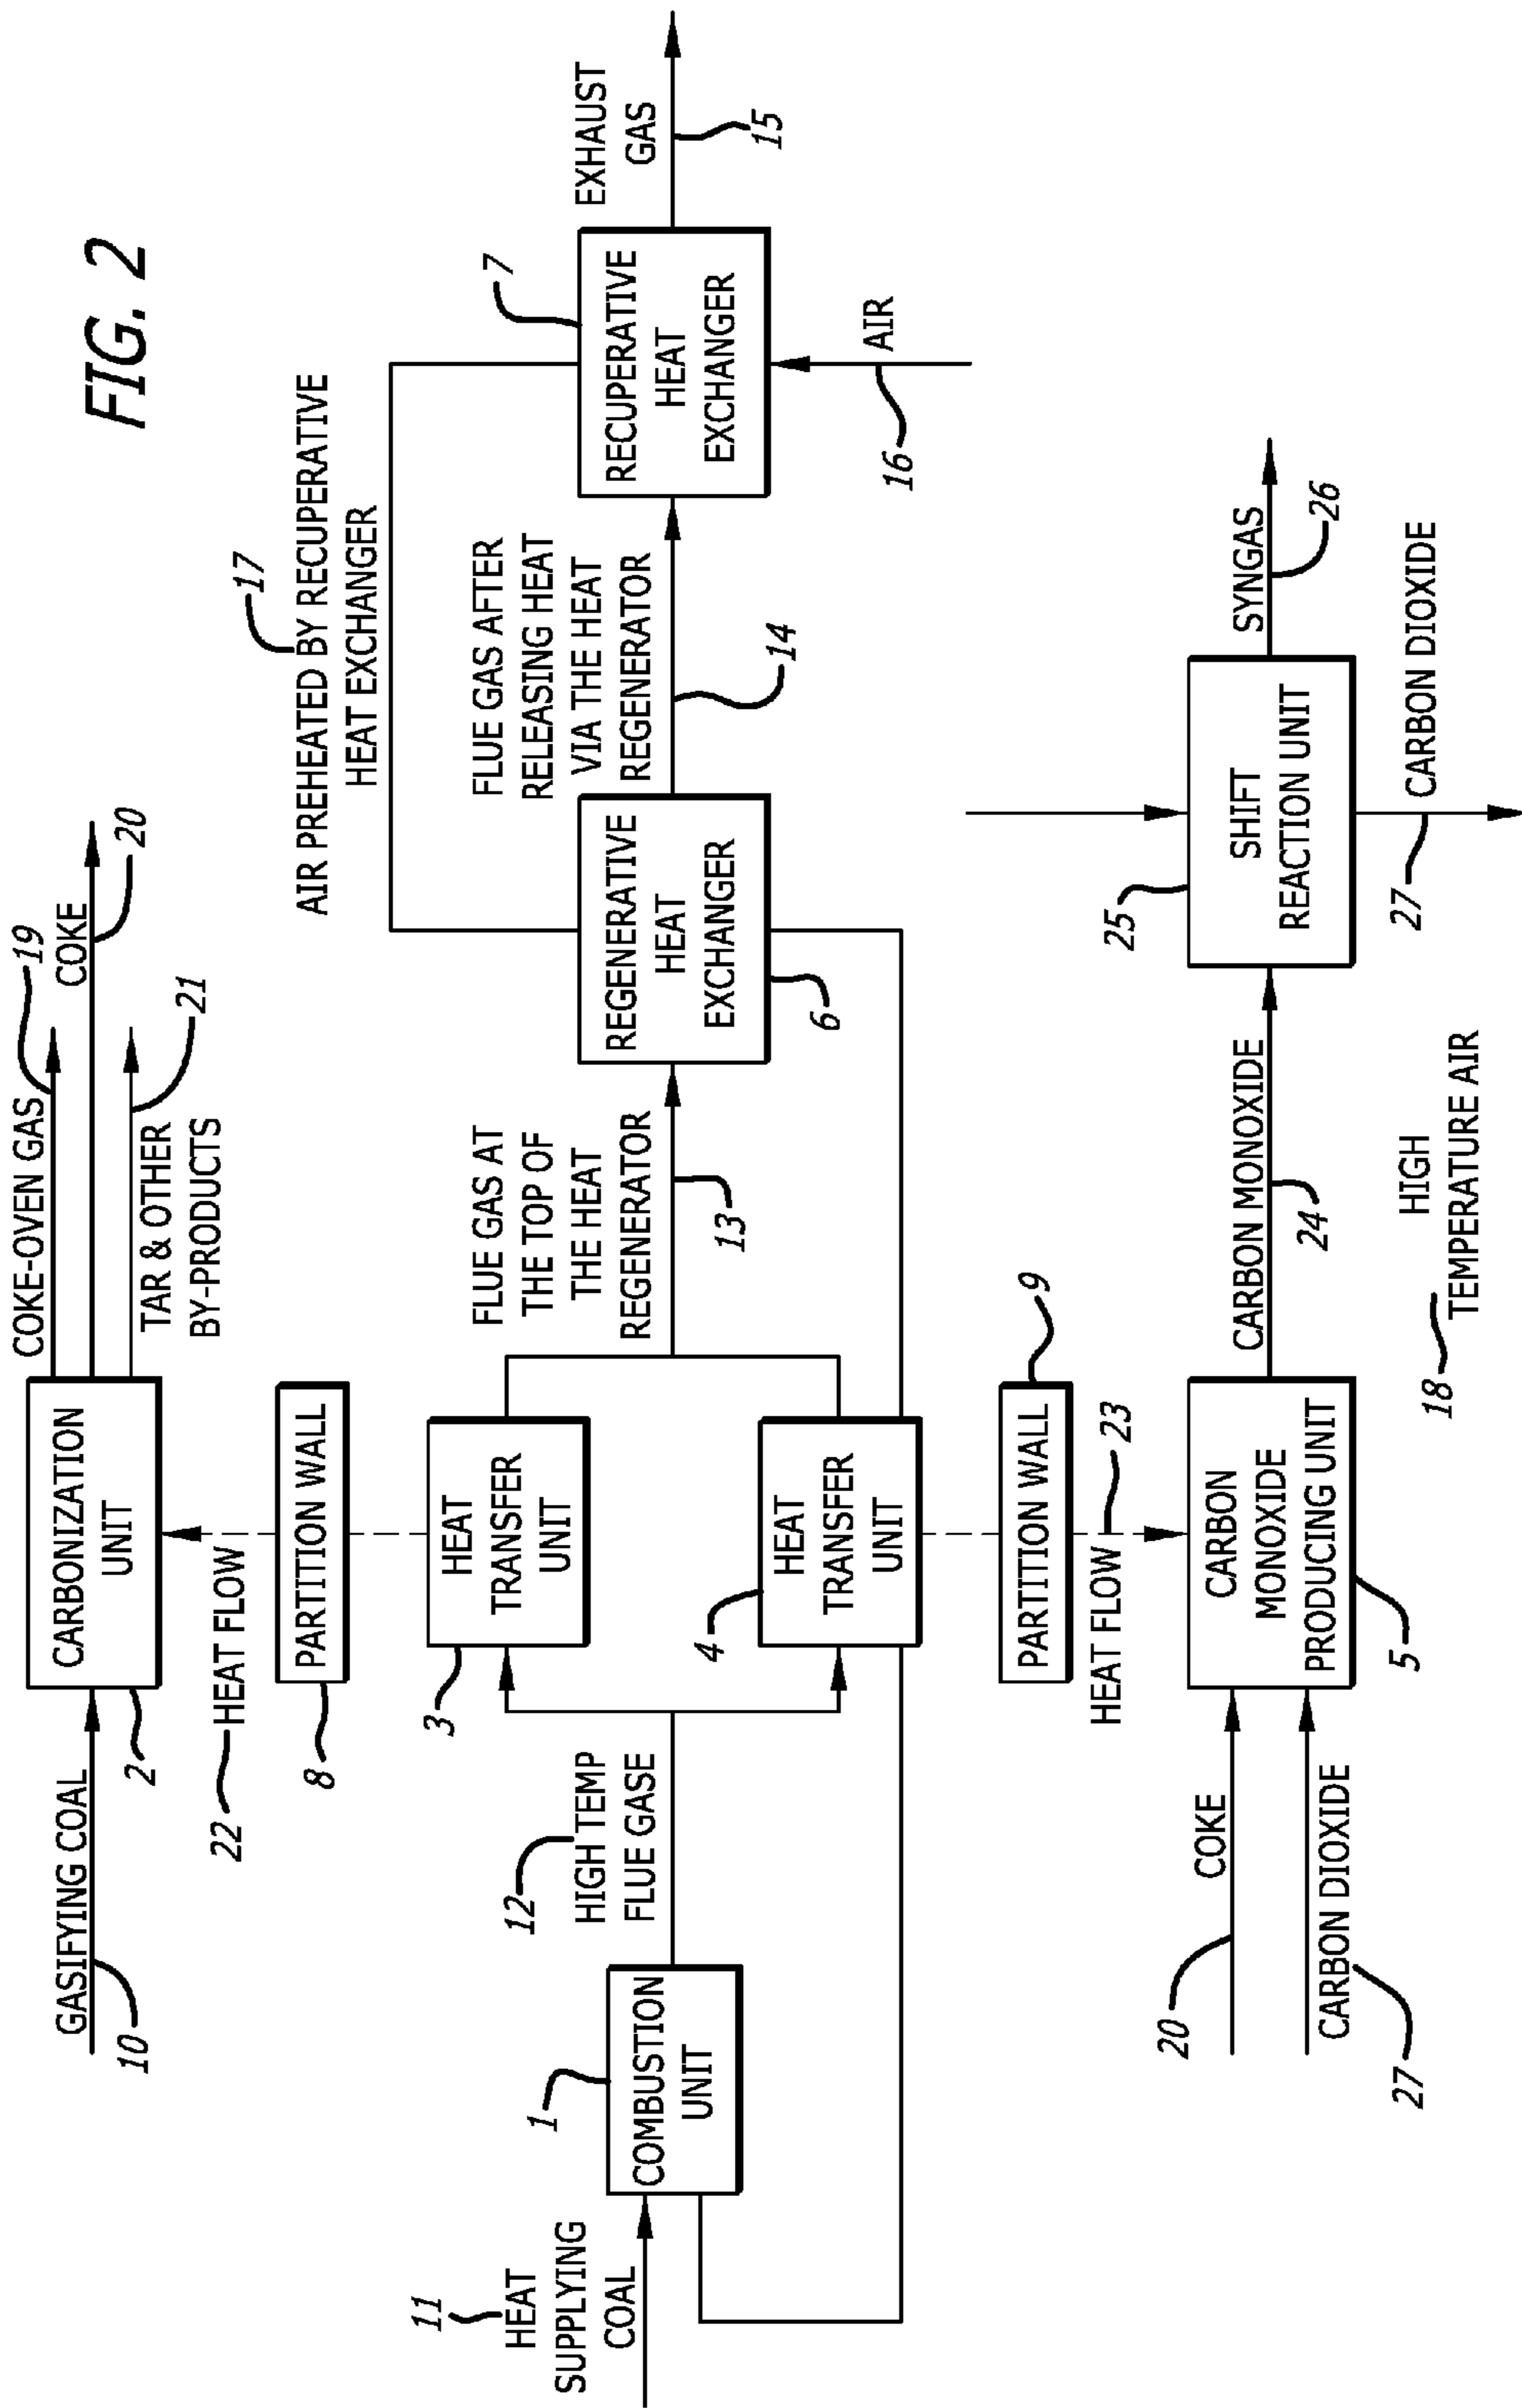 FIG. 2
GASIFYING COAL
10
CARBONIZATION
UNIT
2
COKE-OVEN GAS
19
COKE
20
TAR & OTHER
BY-PRODUCTS
21
22
HEAT FLOW
PARTITION WALL
8
AIR PREHEATED BY RECUPERATIVE
HEAT EXCHANGER
17
11
HEAT
SUPPLYING
COAL
1
COMBUSTION
UNIT
12
HIGH TEMP
FLUE GASE
3
HEAT
TRANSFER
UNIT
4
HEAT
TRANSFER
UNIT
FLUE GAS AT
THE TOP OF
THE HEAT
REGENERATOR
13
REGENERATIVE
HEAT
EXCHANGER
6
FLUE GAS AFTER
RELEASING HEAT
VIA THE HEAT
REGENERATOR
14
7
RECUPERATIVE
HEAT
EXCHANGER
EXHAUST
GAS
15
AIR
16
PARTITION WALL
9
HEAT FLOW
23
COKE
20
CARBON DIOXIDE
27
CARBON
MONOXIDE
PRODUCING UNIT
5
CARBON MONOXIDE
24
25
SHIFT
REACTION UNIT
SYNGAS
26
CARBON DIOXIDE
27
18
HIGH
TEMPERATURE AIR